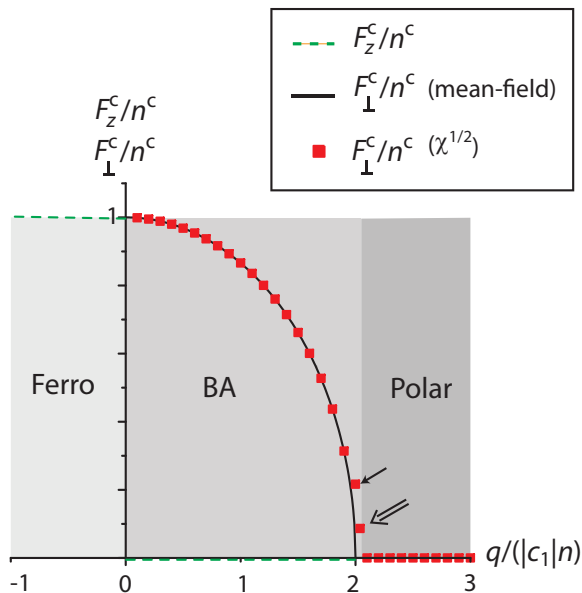 F_z^c/n^c
F_⊥^c/n^c (mean-field)
F_⊥^c/n^c (χ^{1/2})
F_z^c/n^c
F_⊥^c/n^c
1
Ferro
BA
Polar
q/(|c_1|n)
-1 0 1 2 3